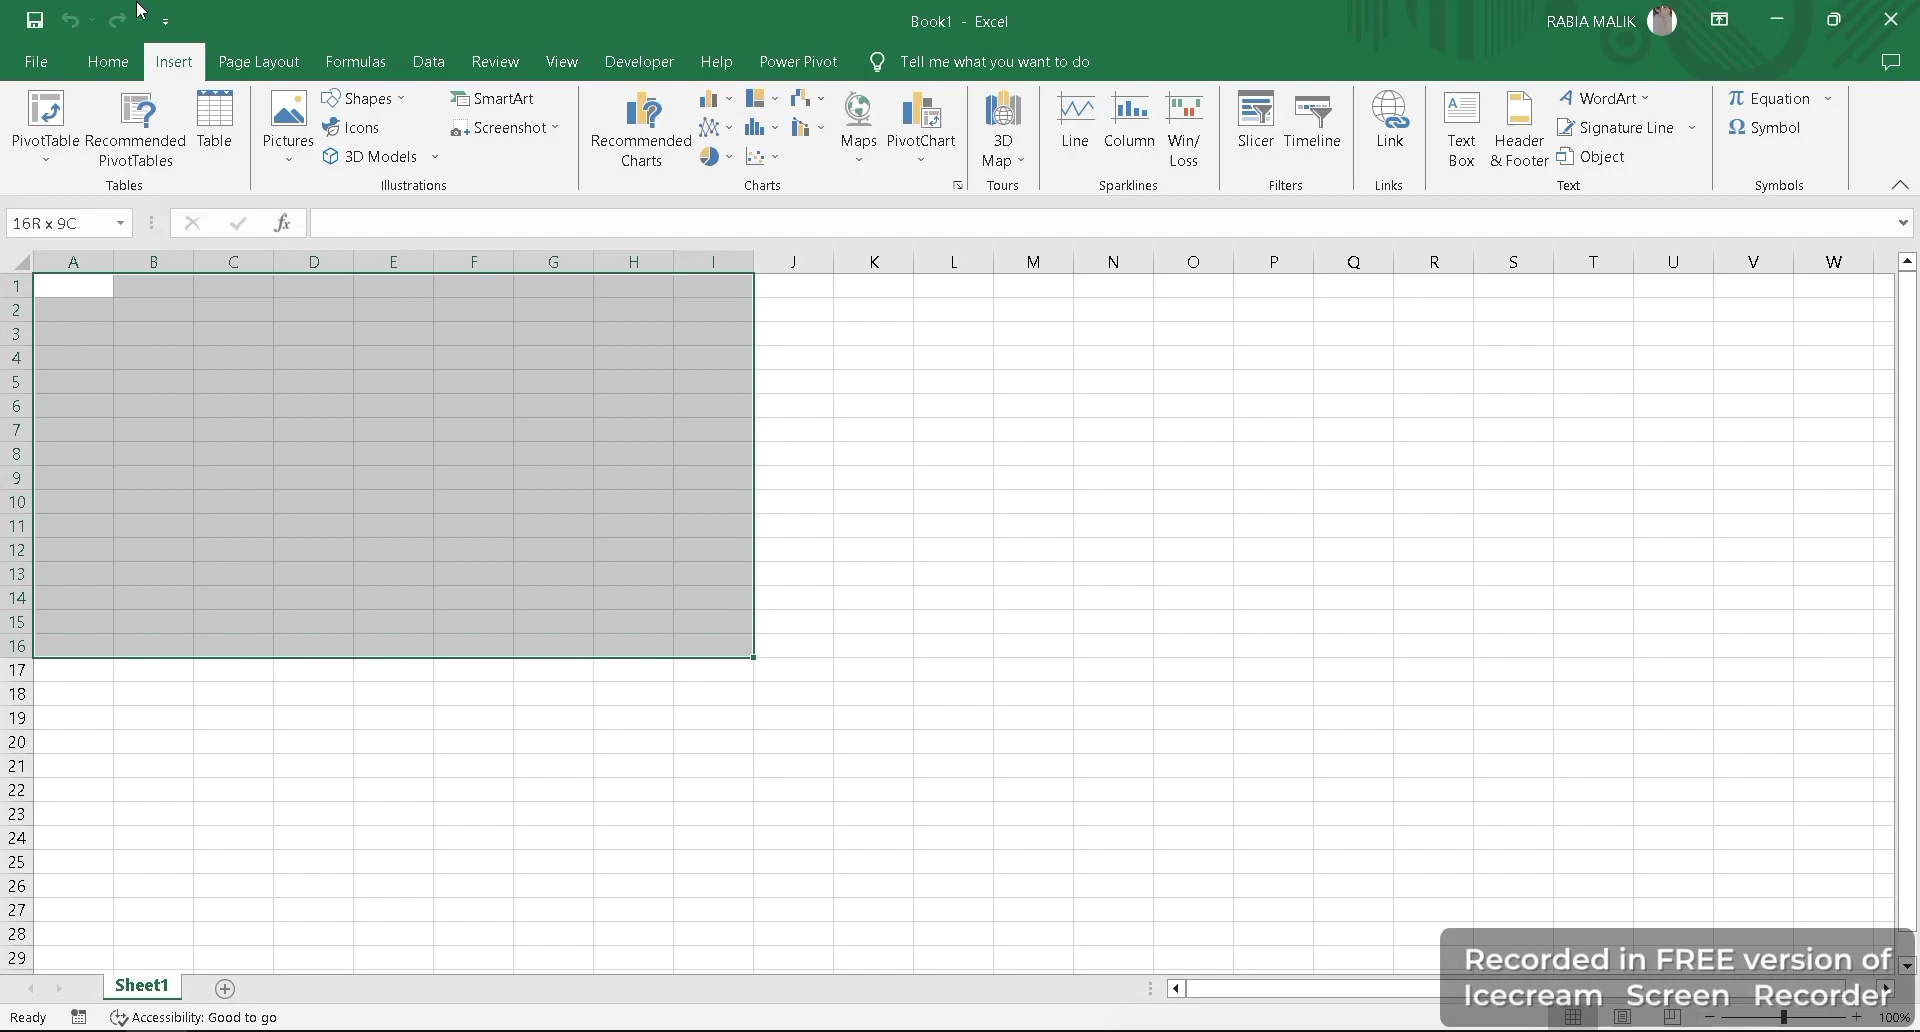 Book1 - Excel
RABIA MALIK
File Home Insert Page Layout Formulas Data Review View Developer Help Power Pivot Tell me what you want to do
PivotTable
Recommended
PivotTables
Table
Tables
Pictures
Shapes
Icons
3D Models
SmartArt
Screenshot
Illustrations
Recommended
Charts
Maps
PivotChart
Charts
3D
Map
Tours
Line
Column
Win/
Loss
Sparklines
Slicer
Timeline
Filters
Link
Links
Text
Box
Header
& Footer
WordArt
Signature Line
Object
Text
Equation
Symbol
Symbols
16R x 9C
fx
A B C D E F G H I J K L M N O P Q R S T U V W
1
2
3
4
5
6
7
8
9
10
11
12
13
14
15
16
17
18
19
20
21
22
23
24
25
26
27
28
29
Sheet1
Ready
Accessibility: Good to go
100%
Recorded in FREE version of
Icecream Screen Recorder